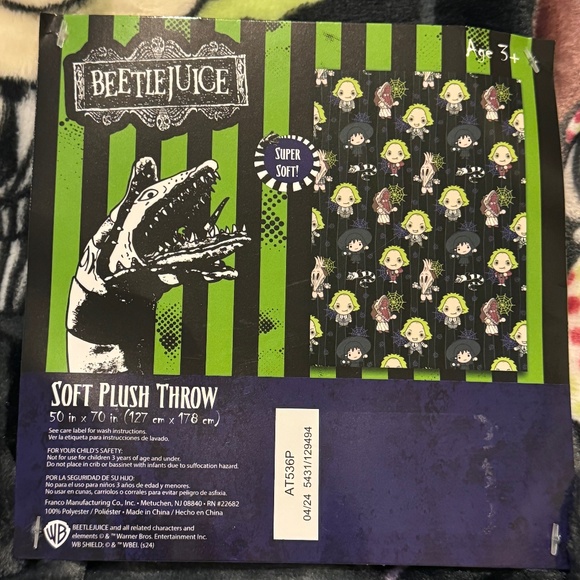 BEETLEJUICE
Age 3+
SUPER
SOFT!
SOFT PLUSH THROW
50 in x 70 in (127 cm x 178 cm)
See care label for wash instructions.
Ver la etiqueta para instrucciones de lavado.
FOR YOUR CHILD'S SAFETY:
Not for use for children 3 years of age and under.
Do not place in crib or bassinet with infants due to suffocation hazard.
POR LA SEGURIDAD DE SU HIJO:
No para el uso para niños 3 años de edad y menores.
No usar en cunas, carriolos o corrales para evitar peligro de asfixia.
Franco Manufacturing Co., Inc. • Metuchen, NJ 08840 • RN #22682
100% Polyester / Poliéster • Made in China / Hecho en China
WB
BEETLEJUICE and all related characters and
elements © & ™ Warner Bros. Entertainment Inc.
WB SHIELD: © & ™ WBEI. (s24)
AT536P
04/24 5431/129494